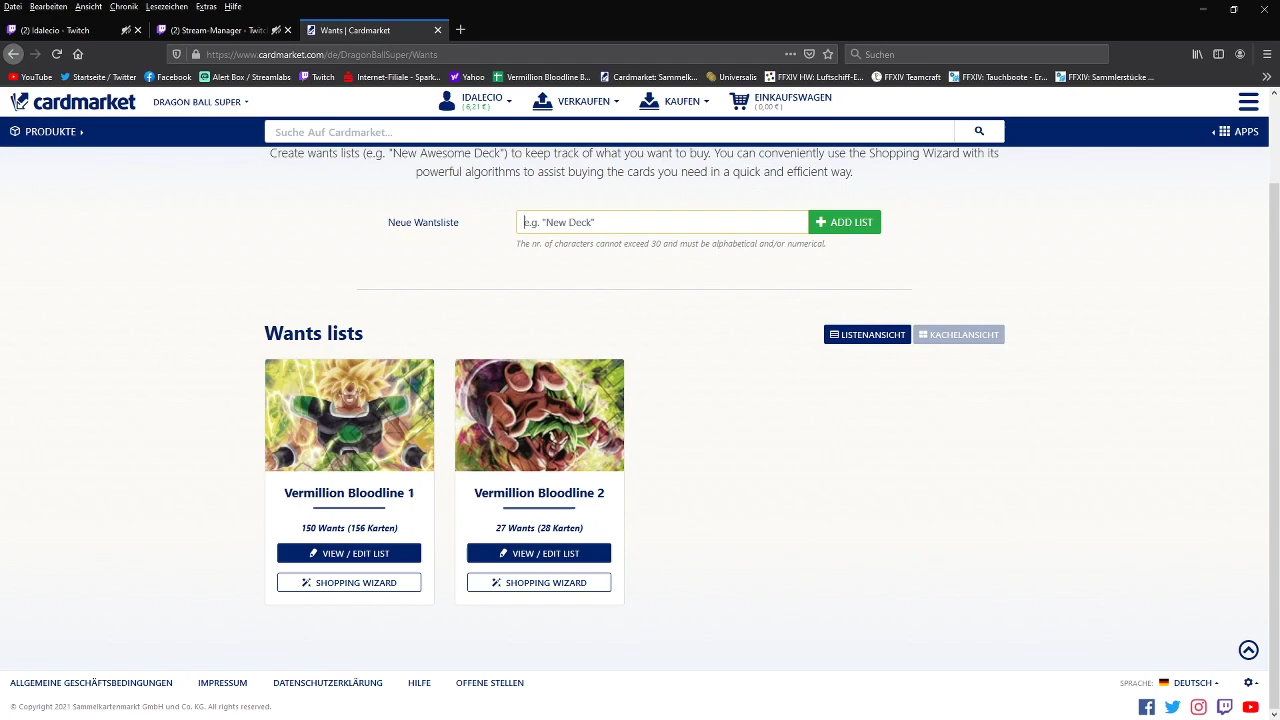 Datei Bearbeiten Ansicht Chronik Lesezeichen Extras Hilfe
(2) Idalecio - Twitch
(2) Stream-Manager - Twitch
Wants | Cardmarket
https://www.cardmarket.com/de/DragonBallSuper/Wants
Suchen
YouTube
Startseite / Twitter
Facebook
Alert Box / Streamlabs
Twitch
Internet-Filiale - Spark...
Yahoo
Vermillion Bloodline B...
Cardmarket - Sammelk...
Universalis
FFXIV HW: Luftschiff-E...
FFXIV Teamcraft
FFXIV: Tauchboote - E...
FFXIV: Sammlerstücke ...
cardmarket
DRAGON BALL SUPER
IDALECIO
( 6,21 € )
VERKAUFEN
KAUFEN
EINKAUFSWAGEN
( 0,00 € )
PRODUKTE
Suche Auf Cardmarket...
APPS
Create wants lists (e.g. "New Awesome Deck") to keep track of what you want to buy. You can conveniently use the Shopping Wizard with its
powerful algorithms to assist buying the cards you need in a quick and efficient way.
Neue Wantsliste
e.g. "New Deck"
ADD LIST
The nr. of characters cannot exceed 30 and must be alphabetical and/or numerical.
Wants lists
LISTENANSICHT
KACHELANSICHT
Vermillion Bloodline 1
150 Wants (156 Karten)
VIEW / EDIT LIST
SHOPPING WIZARD
Vermillion Bloodline 2
27 Wants (28 Karten)
VIEW / EDIT LIST
SHOPPING WIZARD
ALLGEMEINE GESCHÄFTSBEDINGUNGEN
IMPRESSUM
DATENSCHUTZERKLÄRUNG
HILFE
OFFENE STELLEN
SPRACHE:
DEUTSCH
© Copyright 2021 Sammelkartenmarkt GmbH und Co. KG. All rights reserved.